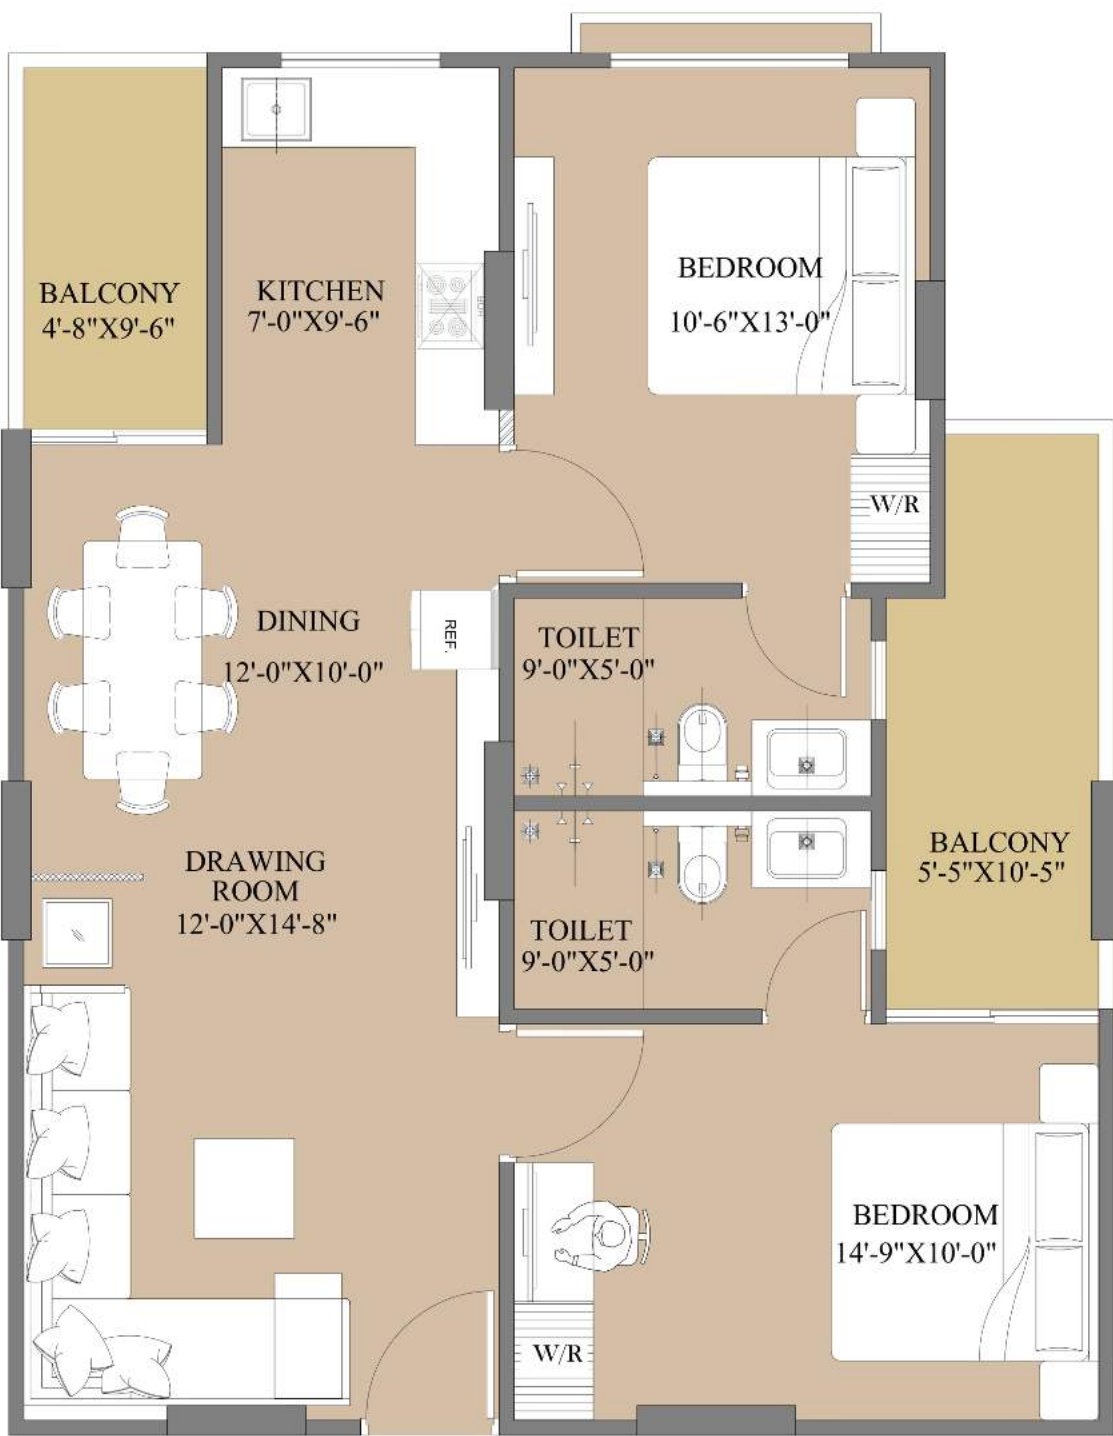 BALCONY
4'-8"X9'-6"
KITCHEN
7'-0"X9'-6"
HOB
BEDROOM
10'-6"X13'-0"
W/R
DINING
12'-0"X10'-0"
REF.
TOILET
9'-0"X5'-0"
DRAWING
ROOM
12'-0"X14'-8"
TOILET
9'-0"X5'-0"
BALCONY
5'-5"X10'-5"
BEDROOM
14'-9"X10'-0"
W/R